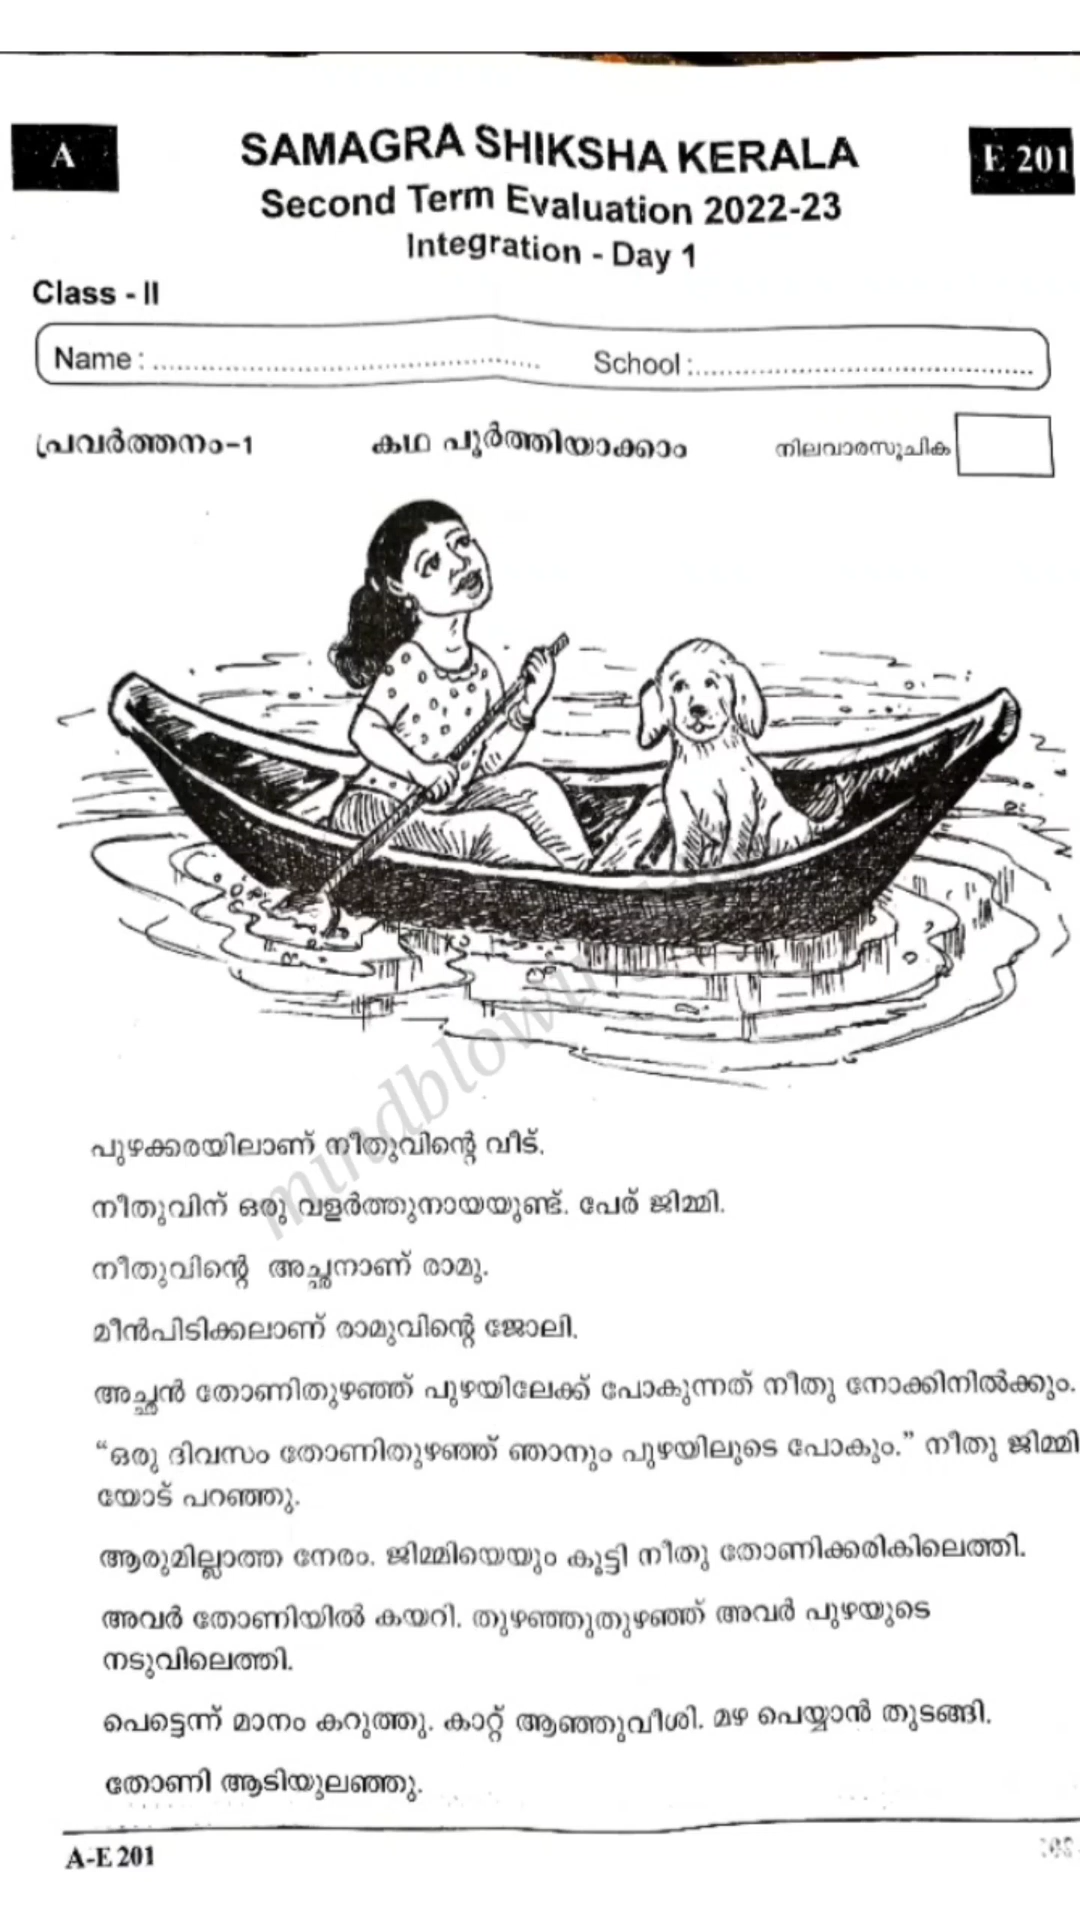 A
SAMAGRA SHIKSHA KERALA
E 201
Second Term Evaluation 2022-23
Integration - Day 1
Class - II
Name : ............................................... School :...............................................
പ്രവർത്തനം-1 കഥ പൂർത്തിയാക്കാം നിലവാരസൂചിക
പുഴക്കരയിലാണ് നീതുവിന്റെ വീട്.
നീതുവിന് ഒരു വളർത്തുനായയുണ്ട്. പേര് ജിമ്മി.
നീതുവിന്റെ അച്ഛനാണ് രാമു.
മീൻപിടിക്കലാണ് രാമുവിന്റെ ജോലി.
അച്ഛൻ തോണിതുഴഞ്ഞ് പുഴയിലേക്ക് പോകുന്നത് നീതു നോക്കിനിൽക്കും.
“ഒരു ദിവസം തോണിതുഴഞ്ഞ് ഞാനും പുഴയിലൂടെ പോകും.” നീതു ജിമ്മി
യോട് പറഞ്ഞു.
ആരുമില്ലാത്ത നേരം. ജിമ്മിയെയും കൂട്ടി നീതു തോണിക്കരികിലെത്തി.
അവർ തോണിയിൽ കയറി. തുഴഞ്ഞുതുഴഞ്ഞ് അവർ പുഴയുടെ
നടുവിലെത്തി.
പെട്ടെന്ന് മാനം കറുത്തു. കാറ്റ് ആഞ്ഞുവീശി. മഴ പെയ്യാൻ തുടങ്ങി.
തോണി ആടിയുലഞ്ഞു.
A-E 201